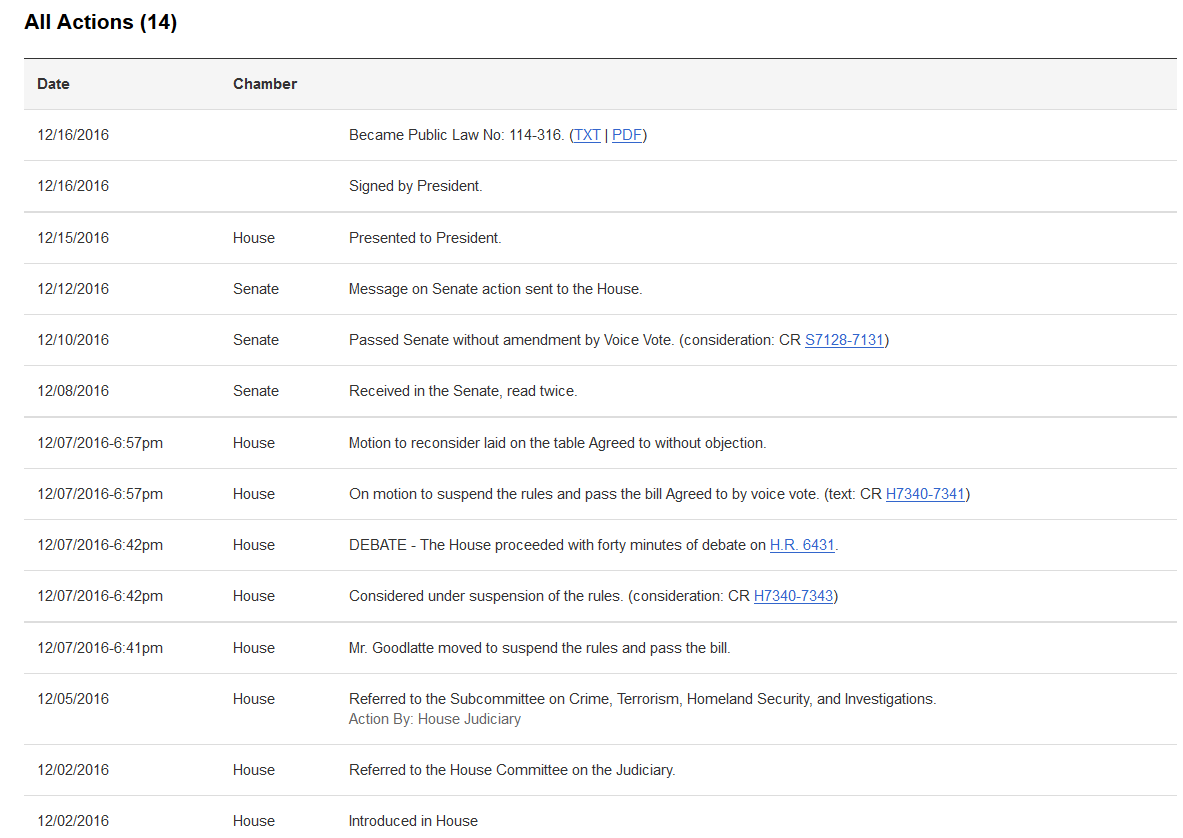 All Actions (14)
Date Chamber
12/16/2016 Became Public Law No: 114-316. (TXT | PDF)
12/16/2016 Signed by President.
12/15/2016 House Presented to President.
12/12/2016 Senate Message on Senate action sent to the House.
12/10/2016 Senate Passed Senate without amendment by Voice Vote. (consideration: CR S7128-7131)
12/08/2016 Senate Received in the Senate, read twice.
12/07/2016-6:57pm House Motion to reconsider laid on the table Agreed to without objection.
12/07/2016-6:57pm House On motion to suspend the rules and pass the bill Agreed to by voice vote. (text: CR H7340-7341)
12/07/2016-6:42pm House DEBATE - The House proceeded with forty minutes of debate on H.R. 6431.
12/07/2016-6:42pm House Considered under suspension of the rules. (consideration: CR H7340-7343)
12/07/2016-6:41pm House Mr. Goodlatte moved to suspend the rules and pass the bill.
12/05/2016 House Referred to the Subcommittee on Crime, Terrorism, Homeland Security, and Investigations.
Action By: House Judiciary
12/02/2016 House Referred to the House Committee on the Judiciary.
12/02/2016 House Introduced in House